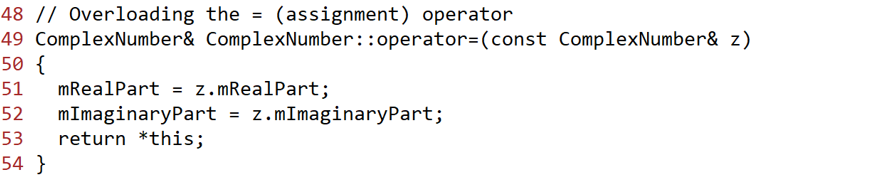 48 // Overloading the = (assignment) operator
49 ComplexNumber& ComplexNumber::operator=(const ComplexNumber& z)
50 {
51   mRealPart = z.mRealPart;
52   mImaginaryPart = z.mImaginaryPart;
53   return *this;
54 }